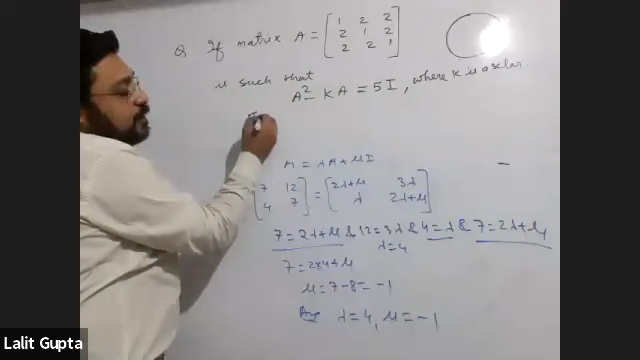 Q If matrix A = [1 2 2
2 1 2
2 2 1]
is such that
A² - KA = 5I, where K is a scalar.
= λA + μI
[7 12
4 7] = [2λ+μ 3λ
λ 2λ+μ]
7 = 2λ+μ & 12 = 3λ & 4 = λ & 7 = 2λ+μ
λ = 4
7 = 2×4+μ
μ = 7-8 = -1
Ans λ = 4, μ = -1
Lalit Gupta